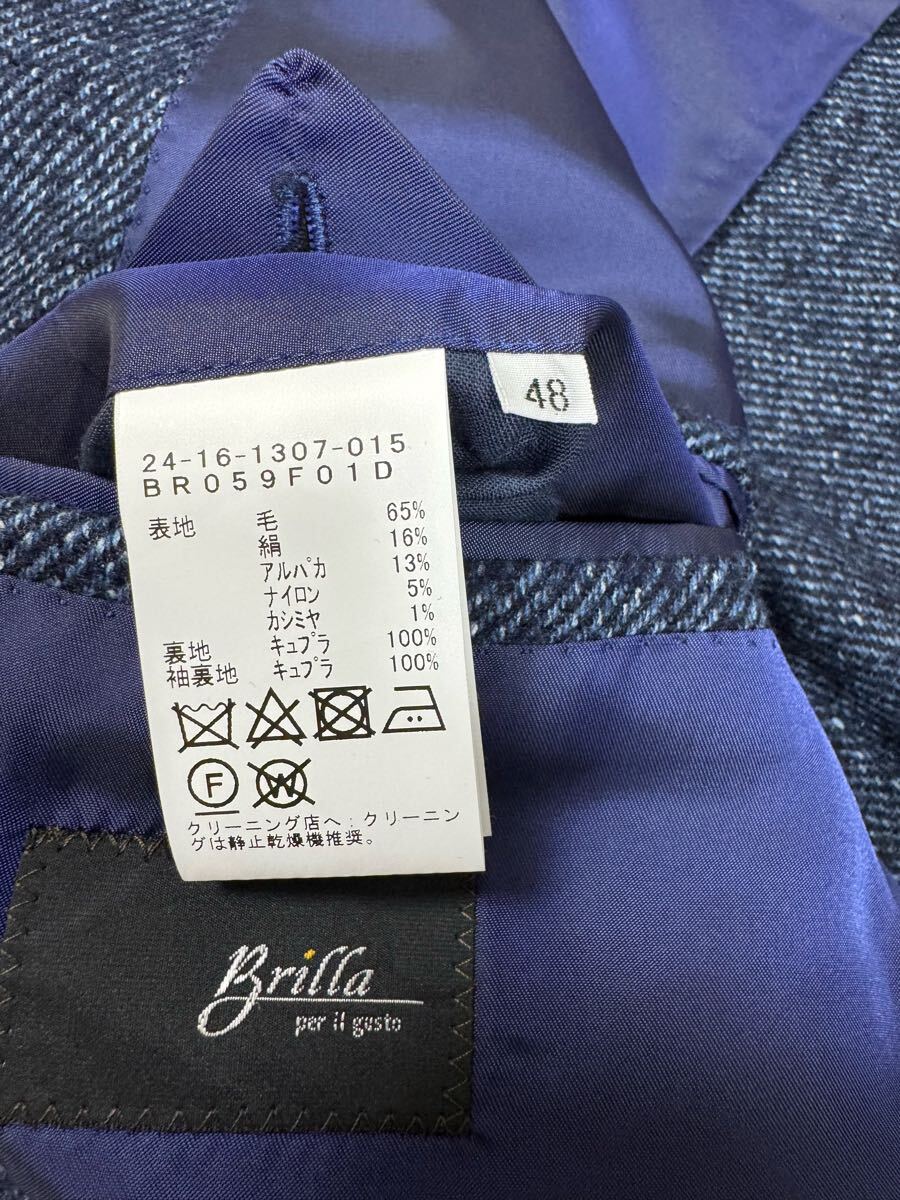 48
24-16-1307-015
BR059F01D
表地 毛 65%
絹 16%
アルパカ 13%
ナイロン 5%
カシミヤ 1%
裏地 キュプラ 100%
袖裏地 キュプラ 100%
F W
クリーニング店へ:クリーニン
グは静止乾燥機推奨。
Brilla
per il gusto